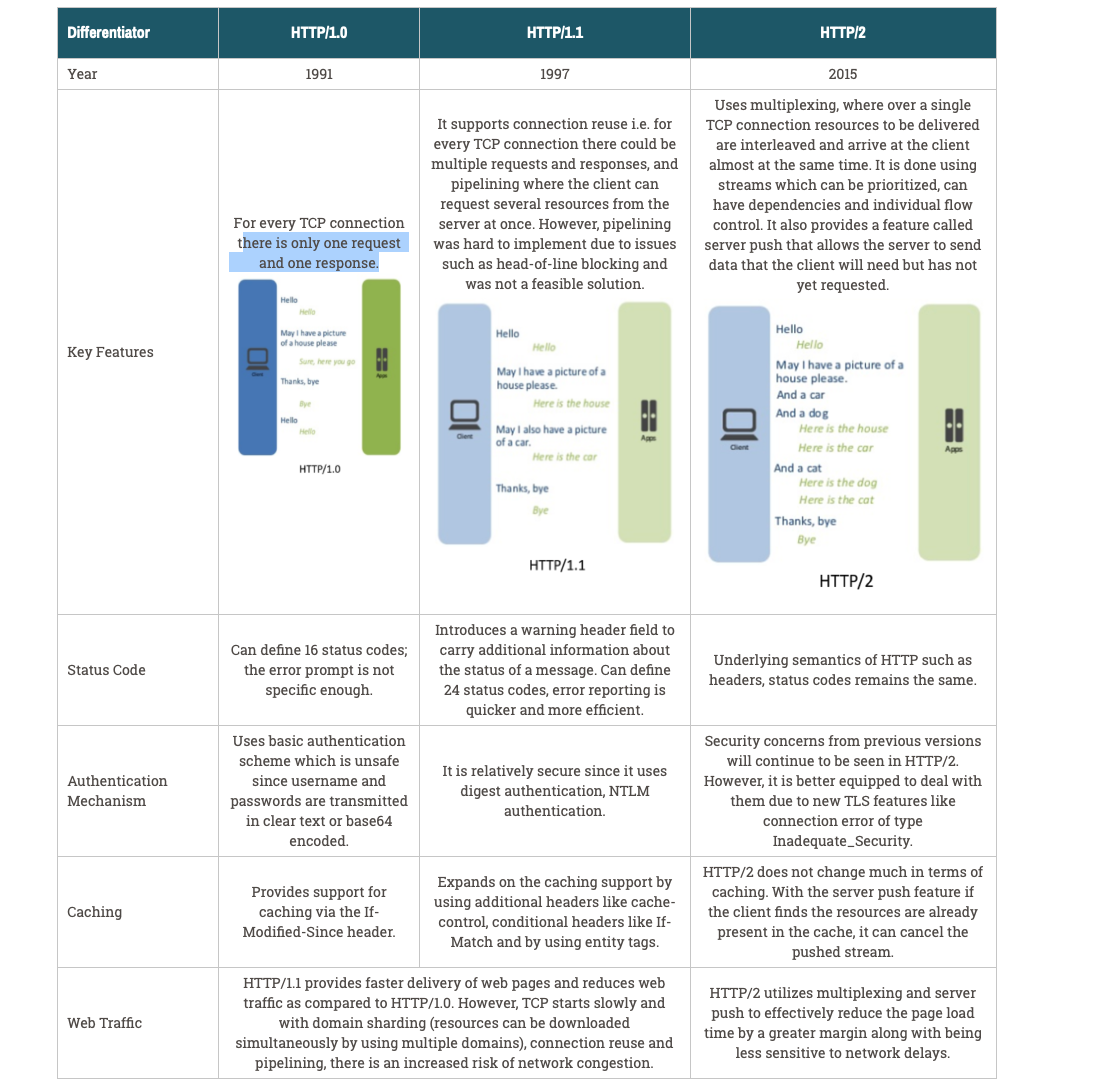 Differentiator
HTTP/1.0
HTTP/1.1
HTTP/2
Year
1991
1997
2015
Key Features
For every TCP connection
there is only one request
and one response.
Hello
Hello
May I have a picture
of a house please
Sure, here you go
Thanks, bye
Bye
Hello
Hello
Client
Apps
HTTP/1.0
It supports connection reuse i.e. for
every TCP connection there could be
multiple requests and responses, and
pipelining where the client can
request several resources from the
server at once. However, pipelining
was hard to implement due to issues
such as head-of-line blocking and
was not a feasible solution.
Hello
Hello
May I have a picture of a
house please.
Here is the house
May I also have a picture
of a car.
Here is the car
Thanks, bye
Bye
Client
Apps
HTTP/1.1
Uses multiplexing, where over a single
TCP connection resources to be delivered
are interleaved and arrive at the client
almost at the same time. It is done using
streams which can be prioritized, can
have dependencies and individual flow
control. It also provides a feature called
server push that allows the server to send
data that the client will need but has not
yet requested.
Hello
Hello
May I have a picture of a
house please.
And a car
And a dog
Here is the house
Here is the car
And a cat
Here is the dog
Here is the cat
Thanks, bye
Bye
Client
Apps
HTTP/2
Status Code
Can define 16 status codes;
the error prompt is not
specific enough.
Introduces a warning header field to
carry additional information about
the status of a message. Can define
24 status codes, error reporting is
quicker and more efficient.
Underlying semantics of HTTP such as
headers, status codes remains the same.
Authentication
Mechanism
Uses basic authentication
scheme which is unsafe
since username and
passwords are transmitted
in clear text or base64
encoded.
It is relatively secure since it uses
digest authentication, NTLM
authentication.
Security concerns from previous versions
will continue to be seen in HTTP/2.
However, it is better equipped to deal with
them due to new TLS features like
connection error of type
Inadequate_Security.
Caching
Provides support for
caching via the If-
Modified-Since header.
Expands on the caching support by
using additional headers like cache-
control, conditional headers like If-
Match and by using entity tags.
HTTP/2 does not change much in terms of
caching. With the server push feature if
the client finds the resources are already
present in the cache, it can cancel the
pushed stream.
Web Traffic
HTTP/1.1 provides faster delivery of web pages and reduces web
traffic as compared to HTTP/1.0. However, TCP starts slowly and
with domain sharding (resources can be downloaded
simultaneously by using multiple domains), connection reuse and
pipelining, there is an increased risk of network congestion.
HTTP/2 utilizes multiplexing and server
push to effectively reduce the page load
time by a greater margin along with being
less sensitive to network delays.